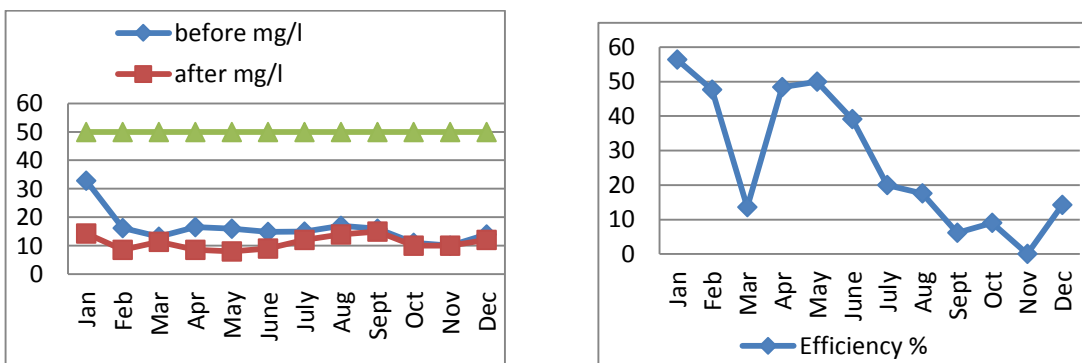 before mg/l
after mg/l
60
50
40
30
20
10
0
Jan
Feb
Mar
Apr
May
June
July
Aug
Sept
Oct
Nov
Dec
60
50
40
30
20
10
0
Jan
Feb
Mar
Apr
May
June
July
Aug
Sept
Oct
Nov
Dec
Efficiency %